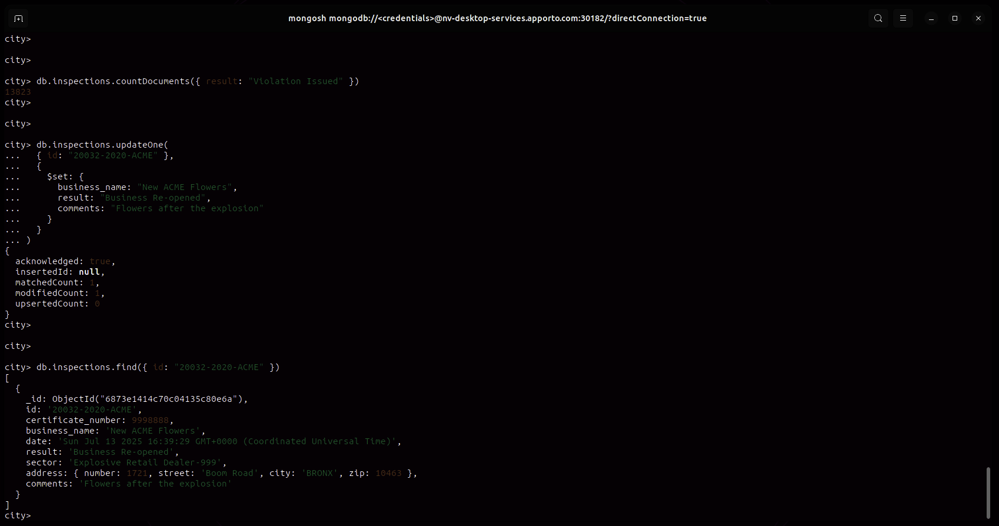 mongosh mongodb://<credentials>@nv-desktop-services.apporto.com:30182/?directConnection=true
city>
city>
city> db.inspections.countDocuments({ result: "Violation Issued" })
13823
city>
city>
city> db.inspections.updateOne(
...   { id: "20032-2020-ACME" },
...   {
...     $set: {
...       business_name: "New ACME Flowers",
...       result: "Business Re-opened",
...       comments: "Flowers after the explosion"
...     }
...   }
... )
{
  acknowledged: true,
  insertedId: null,
  matchedCount: 1,
  modifiedCount: 1,
  upsertedCount: 0
}
city>
city>
city> db.inspections.find({ id: "20032-2020-ACME" })
[
  {
    _id: ObjectId("6873e1414c70c04135c80e6a"),
    id: '20032-2020-ACME',
    certificate_number: 9998888,
    business_name: 'New ACME Flowers',
    date: 'Sun Jul 13 2025 16:39:29 GMT+0000 (Coordinated Universal Time)',
    result: 'Business Re-opened',
    sector: 'Explosive Retail Dealer-999',
    address: { number: 1721, street: 'Boom Road', city: 'BRONX', zip: 10463 },
    comments: 'Flowers after the explosion'
  }
]
city>